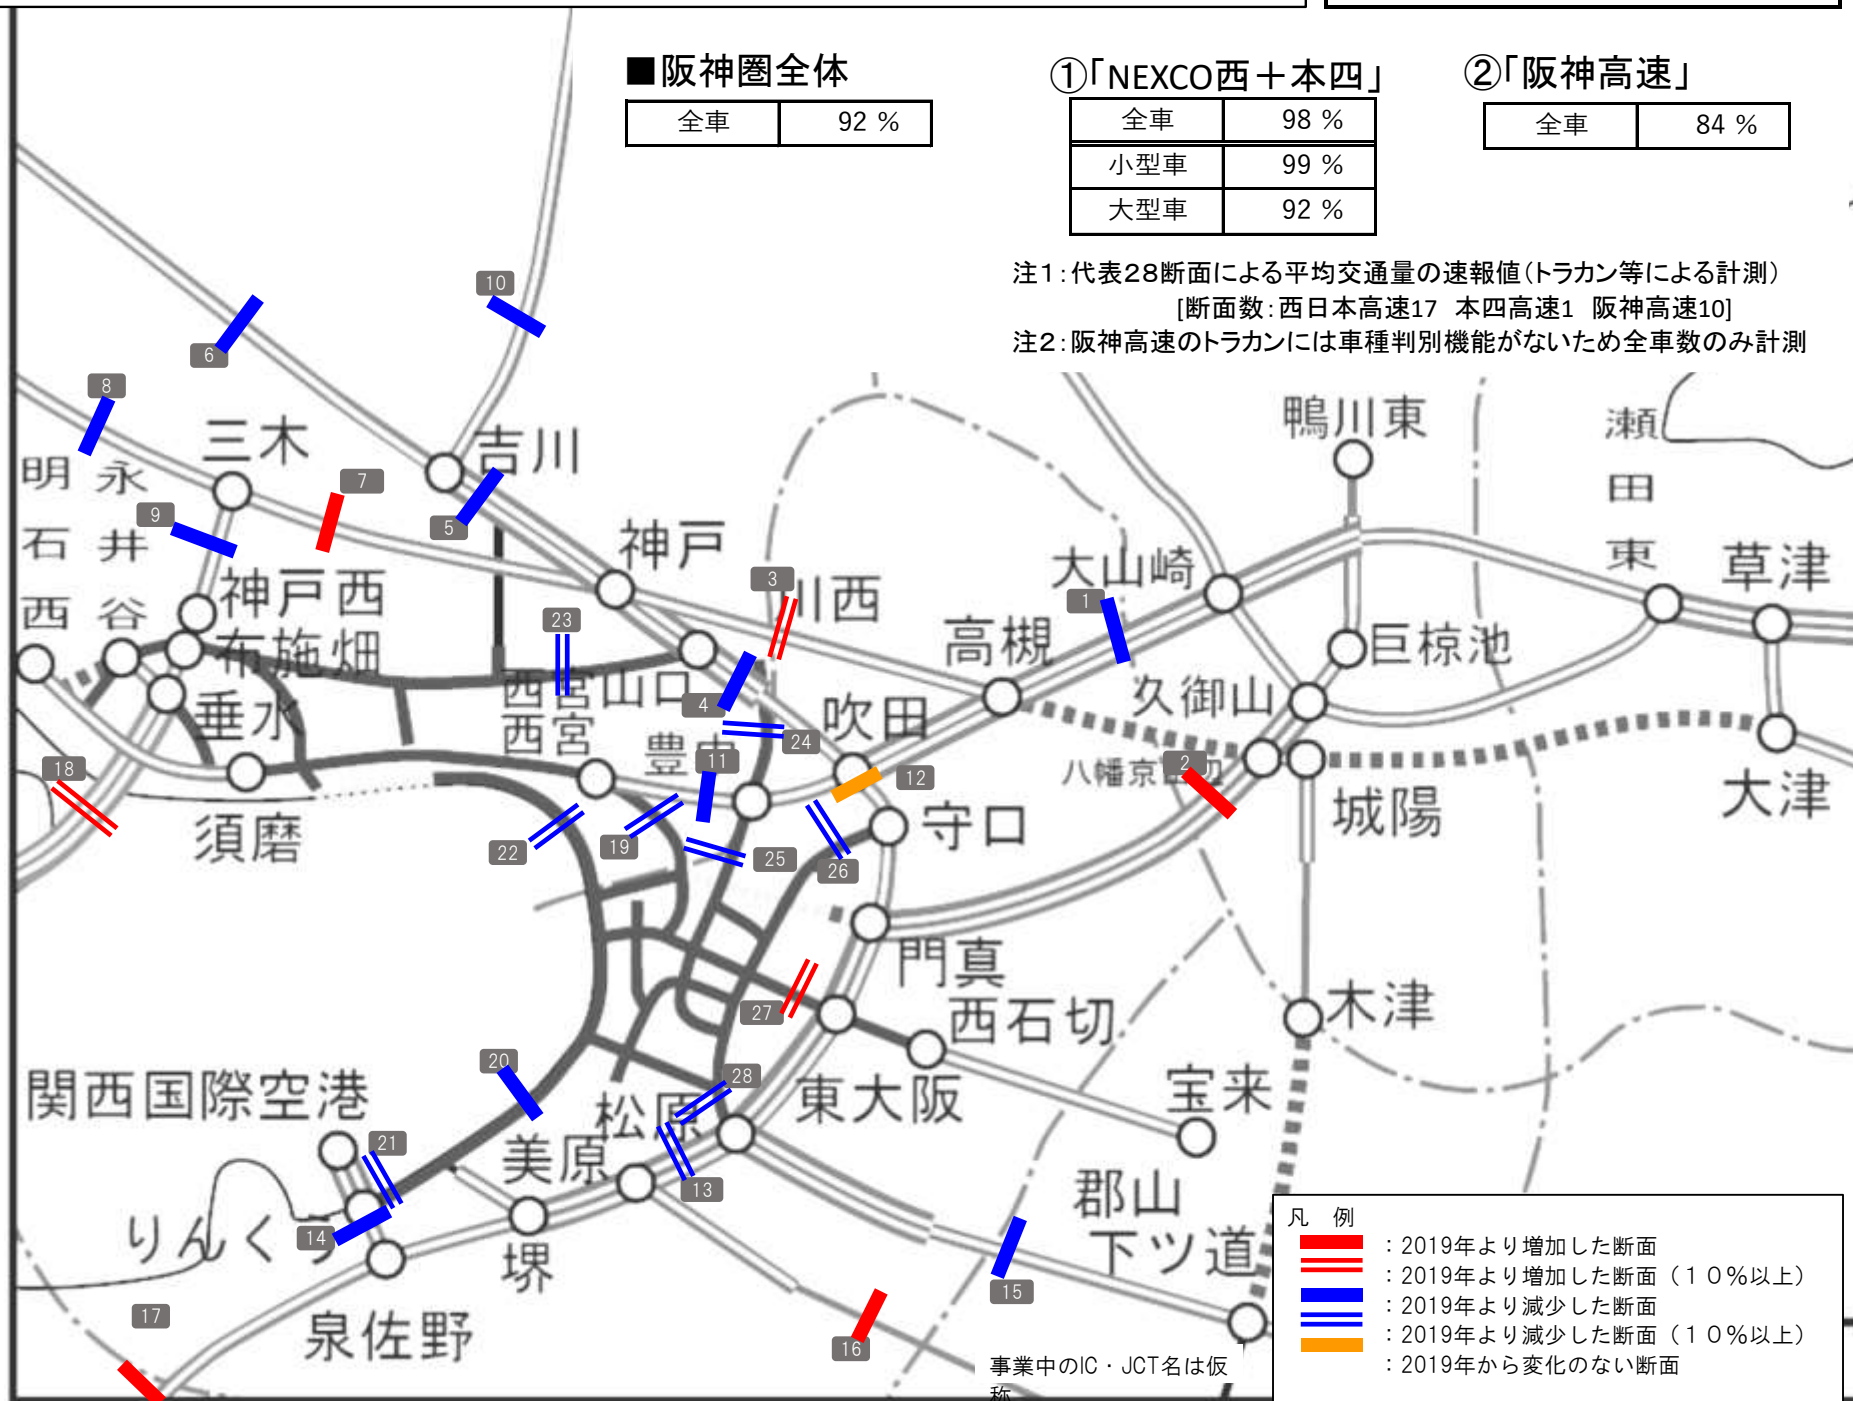 ■阪神圏全体
全車 92 %
①「NEXCO西＋本四」
全車 98 %
小型車 99 %
大型車 92 %
②「阪神高速」
全車 84 %
注１：代表２８断面による平均交通量の速報値（トラカン等による計測）
[断面数：西日本高速17 本四高速1 阪神高速10]
注２：阪神高速のトラカンには車種判別機能がないため全車数のみ計測
10
6
8
三木
吉川
鴨川東
瀬田東
明石西
永井谷
7
9
5
神戸
大山崎
草津
3
川西
1
神戸西
23
高槻
巨椋池
布施畑
西宮山口
久御山
4
垂水
西宮
吹田
24
豊中
11
18
12
八幡京田辺
2
大津
須磨
守口
城陽
22
19
25
26
門真
27
西石切
木津
20
28
関西国際空港
松原
東大阪
宝来
21
美原
13
郡山
りんくう
14
堺
下ツ道
15
17
泉佐野
16
事業中のIC・JCT名は仮
称
凡 例
：2019年より増加した断面
：2019年より増加した断面（１０％以上）
：2019年より減少した断面
：2019年より減少した断面（１０％以上）
：2019年から変化のない断面